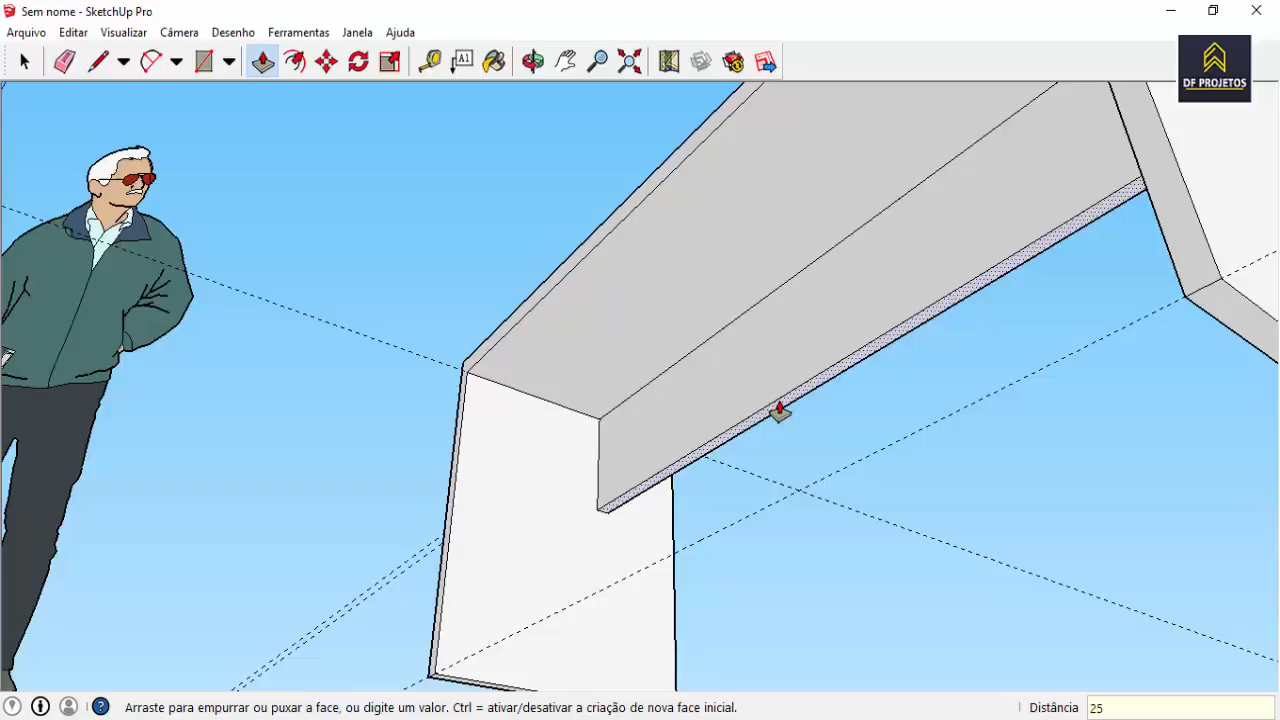 Sem nome - SketchUp Pro
Arquivo Editar Visualizar Câmera Desenho Ferramentas Janela Ajuda
A1
DF PROJETOS
Arraste para empurrar ou puxar a face, ou digite um valor. Ctrl = ativar/desativar a criação de nova face inicial.
Distância 25